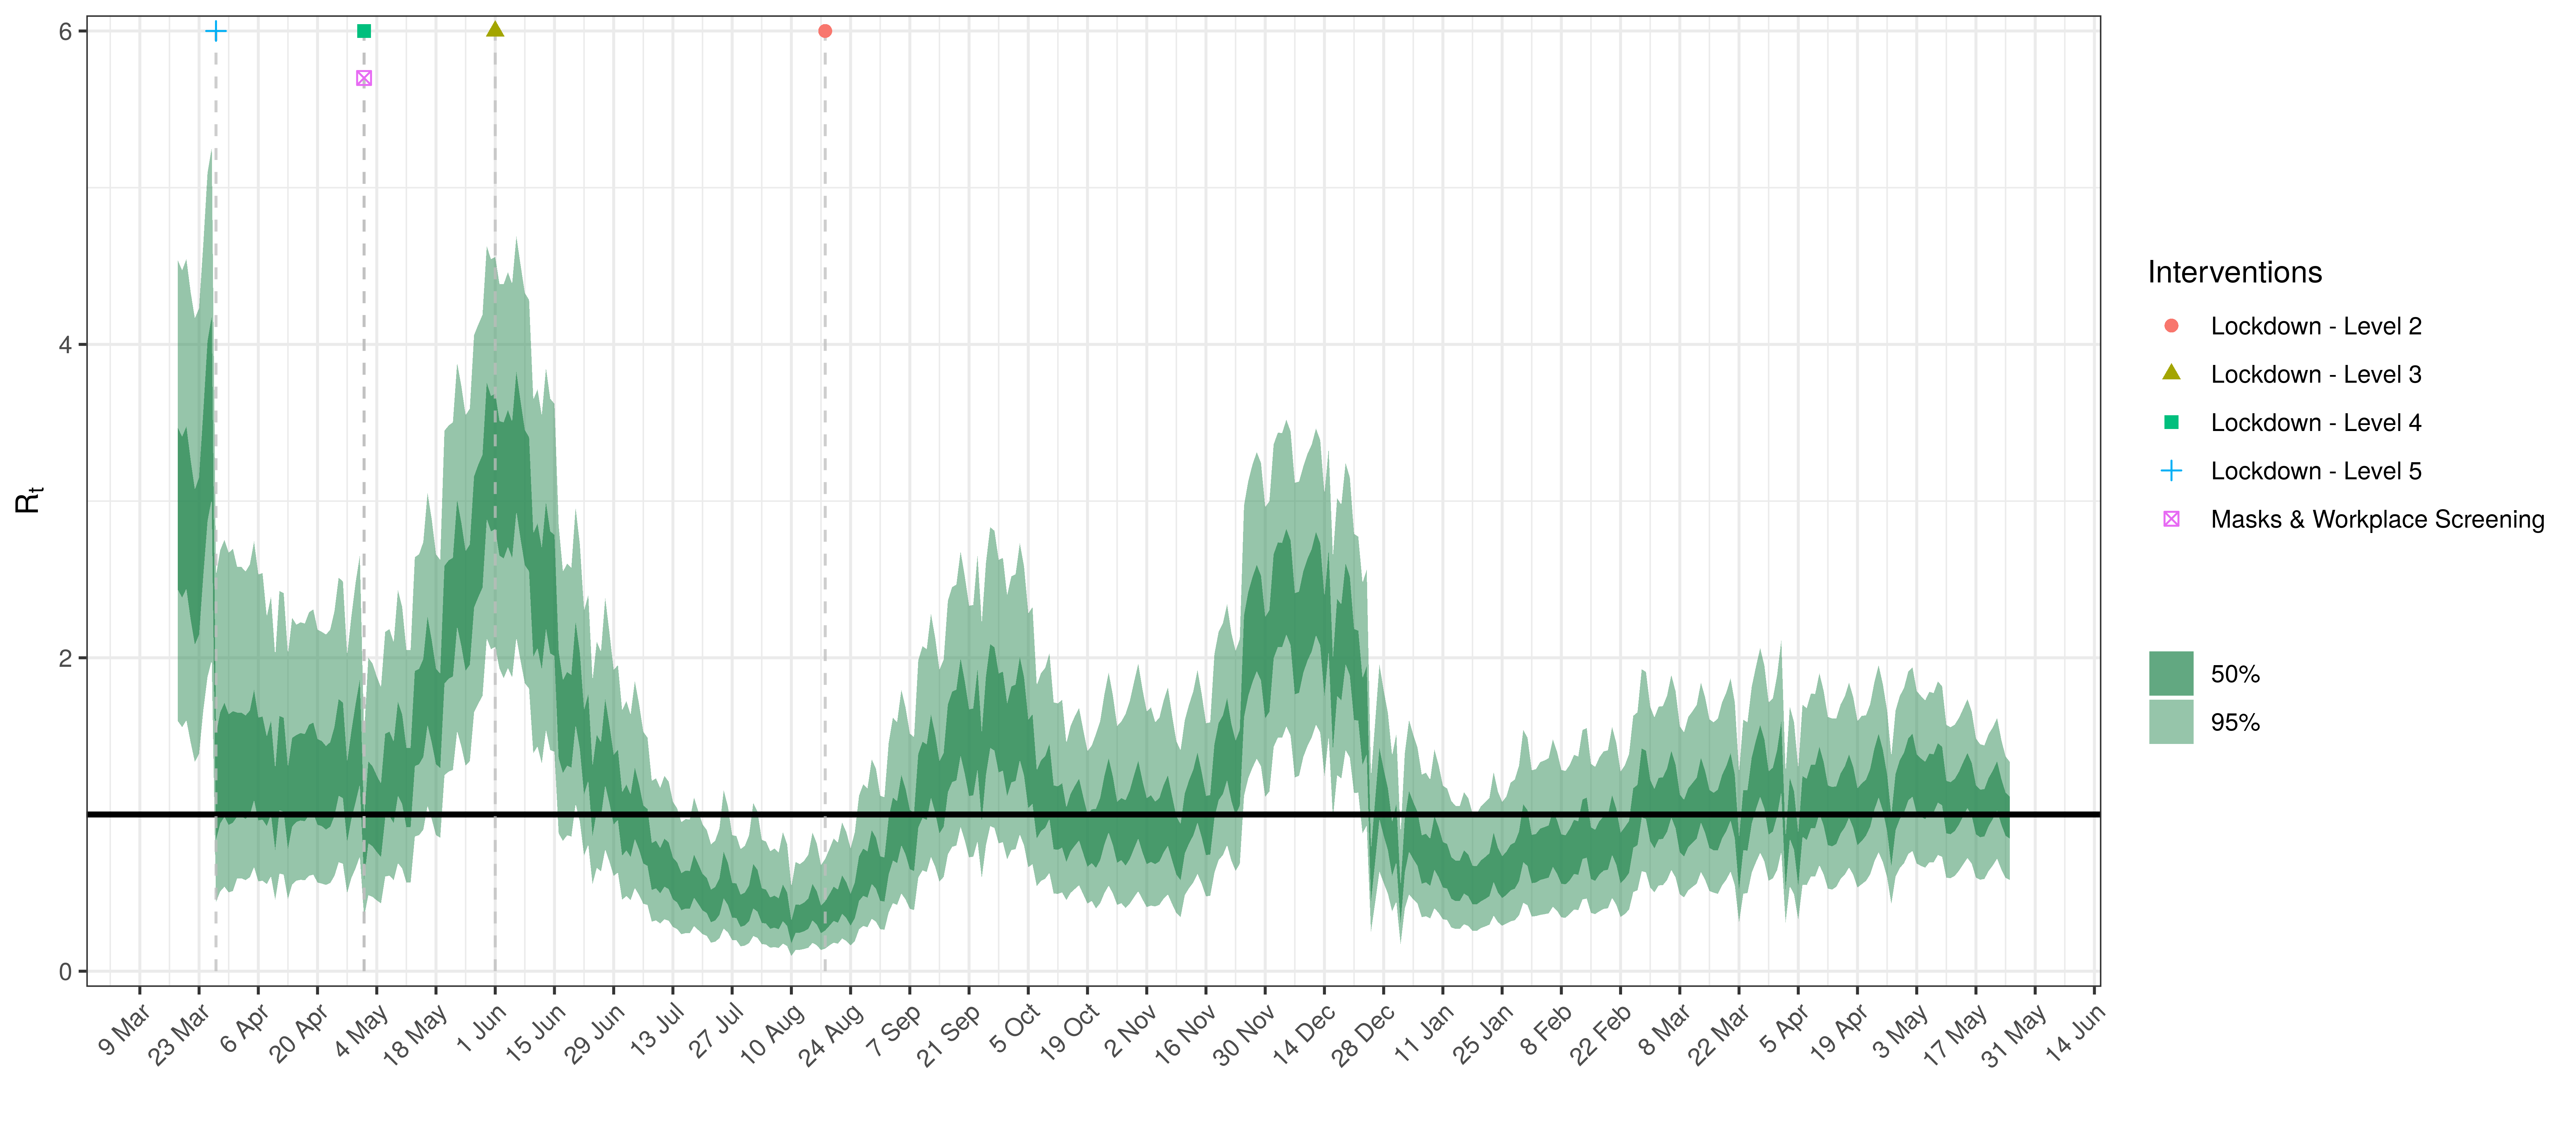 6
4
2
0
Rt
9 Mar
23 Mar
6 Apr
20 Apr
4 May
18 May
1 Jun
15 Jun
29 Jun
13 Jul
27 Jul
10 Aug
24 Aug
7 Sep
21 Sep
5 Oct
19 Oct
2 Nov
16 Nov
30 Nov
14 Dec
28 Dec
11 Jan
25 Jan
8 Feb
22 Feb
8 Mar
22 Mar
5 Apr
19 Apr
3 May
17 May
31 May
14 Jun
Interventions
Lockdown - Level 2
Lockdown - Level 3
Lockdown - Level 4
Lockdown - Level 5
Masks & Workplace Screening
50%
95%